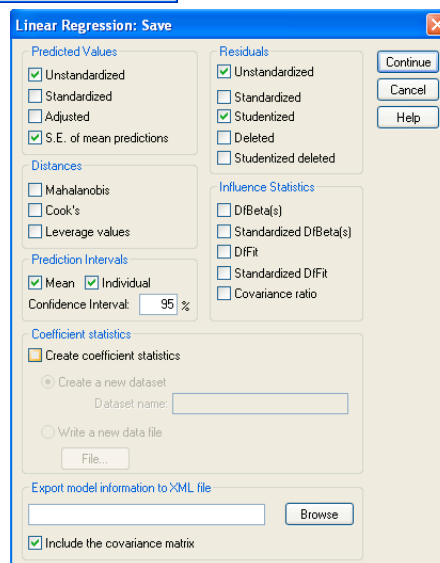 Linear Regression: Save
Predicted Values
Unstandardized
Standardized
Adjusted
S.E. of mean predictions
Residuals
Unstandardized
Standardized
Studentized
Deleted
Studentized deleted
Continue
Cancel
Help
Distances
Mahalanobis
Cook's
Leverage values
Influence Statistics
DfBeta(s)
Standardized DfBeta(s)
DfFit
Standardized DfFit
Covariance ratio
Prediction Intervals
Mean Individual
Confidence Interval: 95 %
Coefficient statistics
Create coefficient statistics
Create a new dataset
Dataset name:
Write a new data file
File...
Export model information to XML file
Browse
Include the covariance matrix